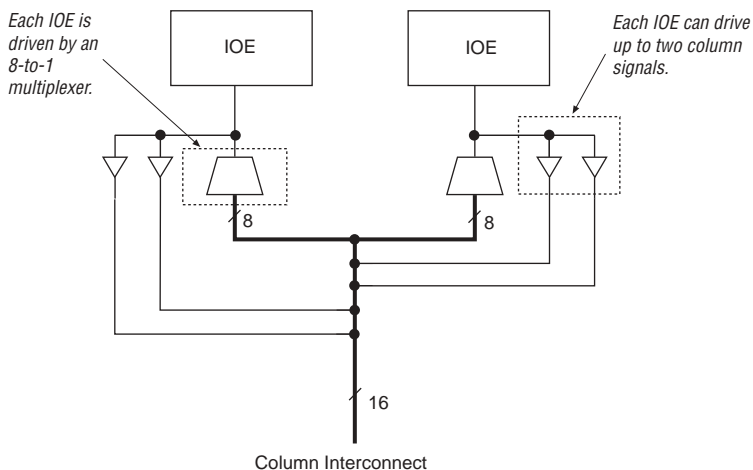 Each IOE is
driven by an
8-to-1
multiplexer.
IOE
IOE
Each IOE can drive
up to two column
signals.
8
8
16
Column Interconnect